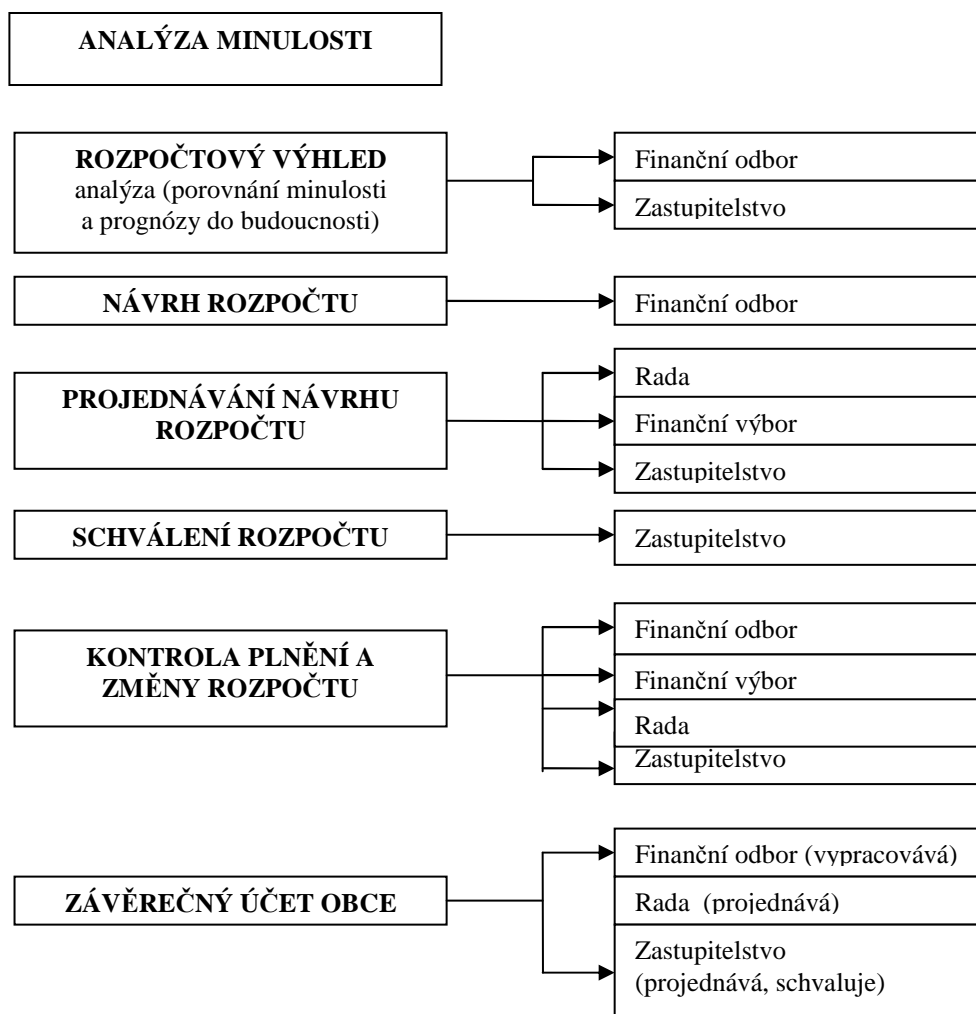 ANALÝZA MINULOSTI
ROZPOČTOVÝ VÝHLED
analýza (porovnání minulosti
a prognózy do budoucnosti)
Finanční odbor
Zastupitelstvo
NÁVRH ROZPOČTU
Finanční odbor
PROJEDNÁVÁNÍ NÁVRHU
ROZPOČTU
Rada
Finanční výbor
Zastupitelstvo
SCHVÁLENÍ ROZPOČTU
Zastupitelstvo
KONTROLA PLNĚNÍ A
ZMĚNY ROZPOČTU
Finanční odbor
Finanční výbor
Rada
Zastupitelstvo
ZÁVĚREČNÝ ÚČET OBCE
Finanční odbor (vypracovává)
Rada (projednává)
Zastupitelstvo
(projednává, schvaluje)